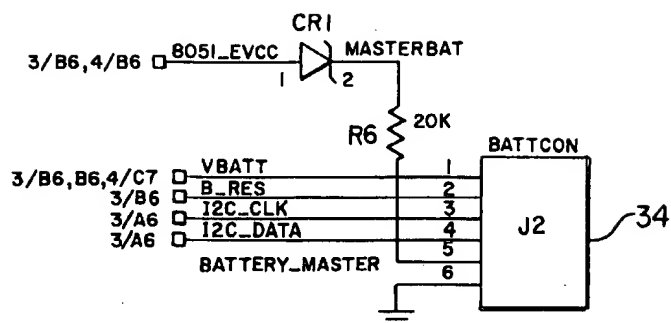 CR1
3/B6,4/B6 8051_EVCC MASTERBAT
1 2
R6 20K
BATTCON
3/B6,B6,4/C7 VBATT 1
3/B6 B_RES 2
3/A6 I2C_CLK 3
3/A6 I2C_DATA 4
5
BATTERY_MASTER 6
J2
34